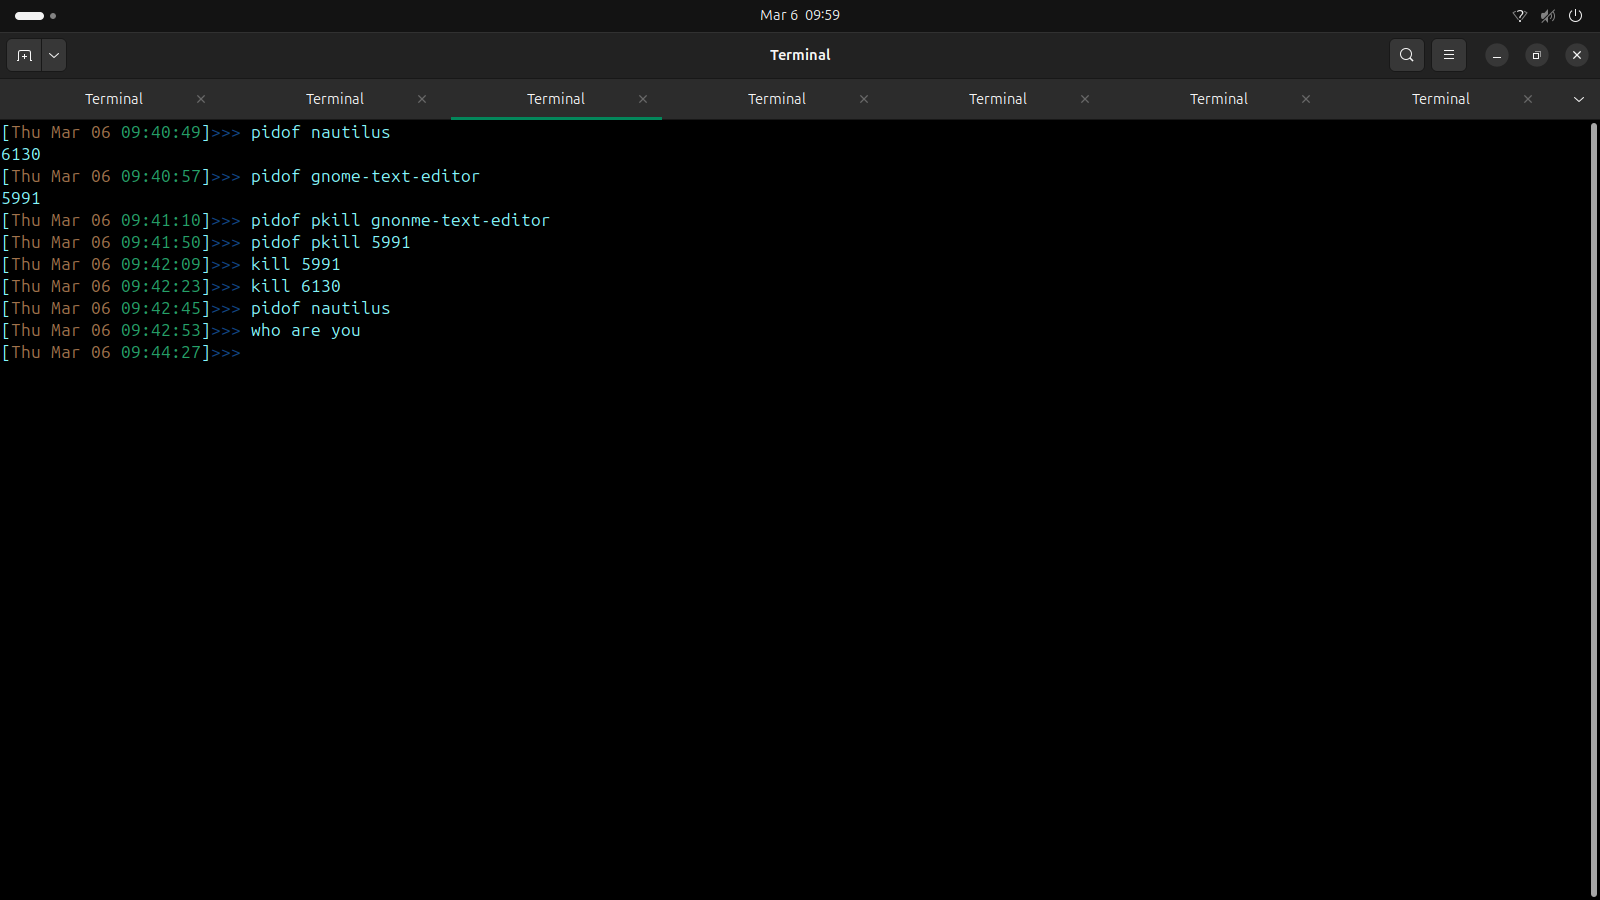 Mar 6 09:59
Terminal
Terminal Terminal Terminal Terminal Terminal Terminal Terminal
[Thu Mar 06 09:40:49]>>> pidof nautilus
6130
[Thu Mar 06 09:40:57]>>> pidof gnome-text-editor
5991
[Thu Mar 06 09:41:10]>>> pidof pkill gnonme-text-editor
[Thu Mar 06 09:41:50]>>> pidof pkill 5991
[Thu Mar 06 09:42:09]>>> kill 5991
[Thu Mar 06 09:42:23]>>> kill 6130
[Thu Mar 06 09:42:45]>>> pidof nautilus
[Thu Mar 06 09:42:53]>>> who are you
[Thu Mar 06 09:44:27]>>>